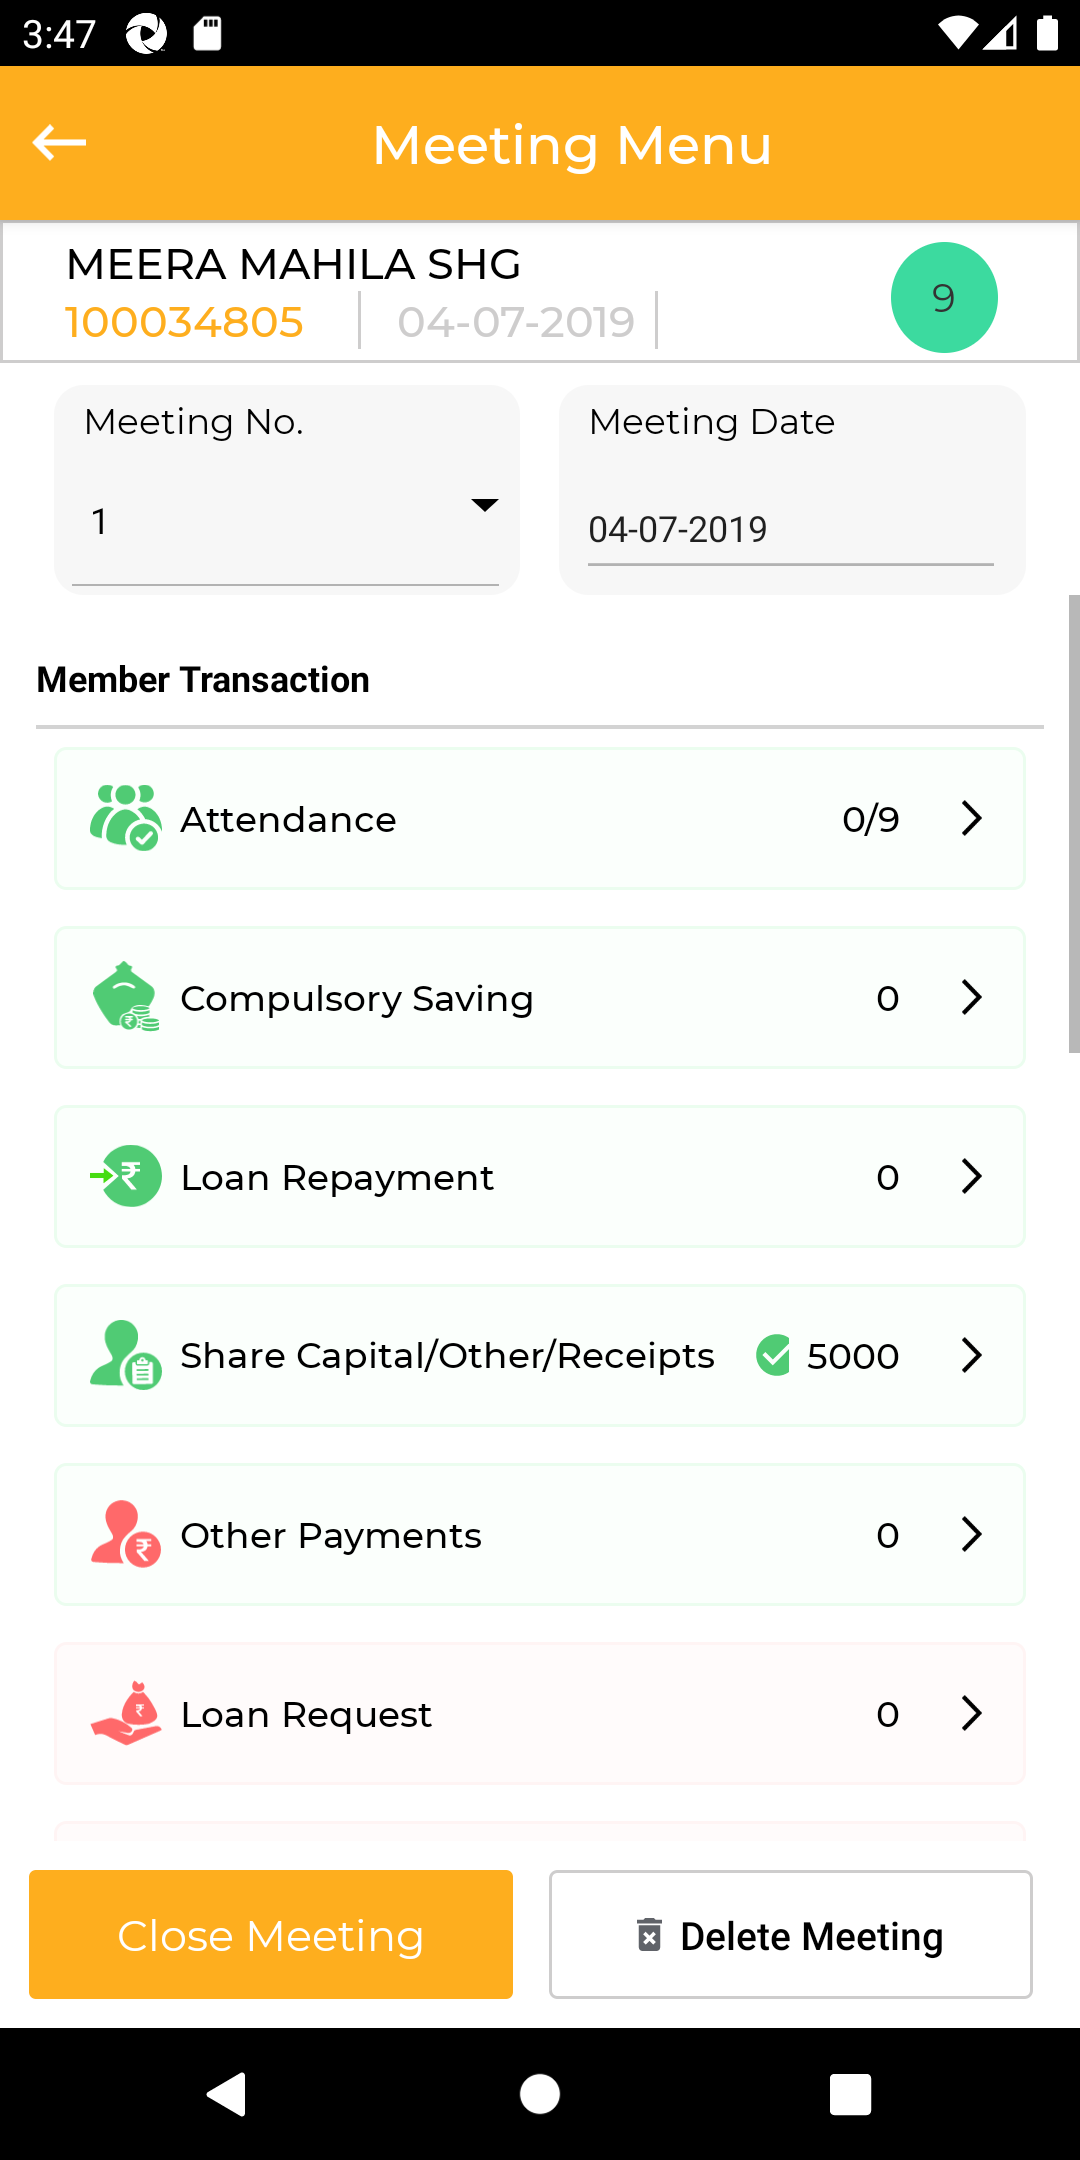 3:47
Meeting Menu
MEERA MAHILA SHG
100034805
04-07-2019
9
Meeting No.
Meeting Date
1
04-07-2019
Member Transaction
Attendance 0/9
Compulsory Saving 0
Loan Repayment 0
Share Capital/Other/Receipts 5000
Other Payments 0
Loan Request 0
Close Meeting
Delete Meeting